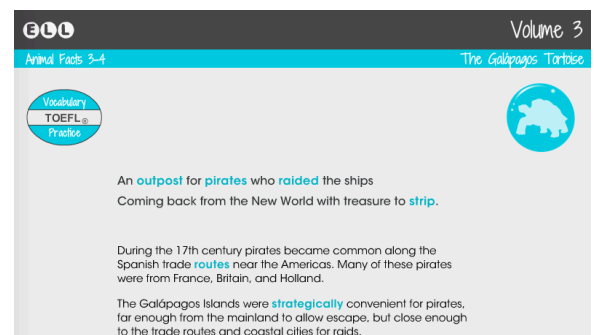 ELL
Volume 3
Animal Facts 3-4
The Galápagos Tortoise
Vocabulary
TOEFL®
Practice
An outpost for pirates who raided the ships
Coming back from the New World with treasure to strip.
During the 17th century pirates became common along the
Spanish trade routes near the Americas. Many of these pirates
were from France, Britain, and Holland.
The Galápagos Islands were strategically convenient for pirates,
far enough from the mainland to allow escape, but close enough
to the trade routes and coastal cities for raids.